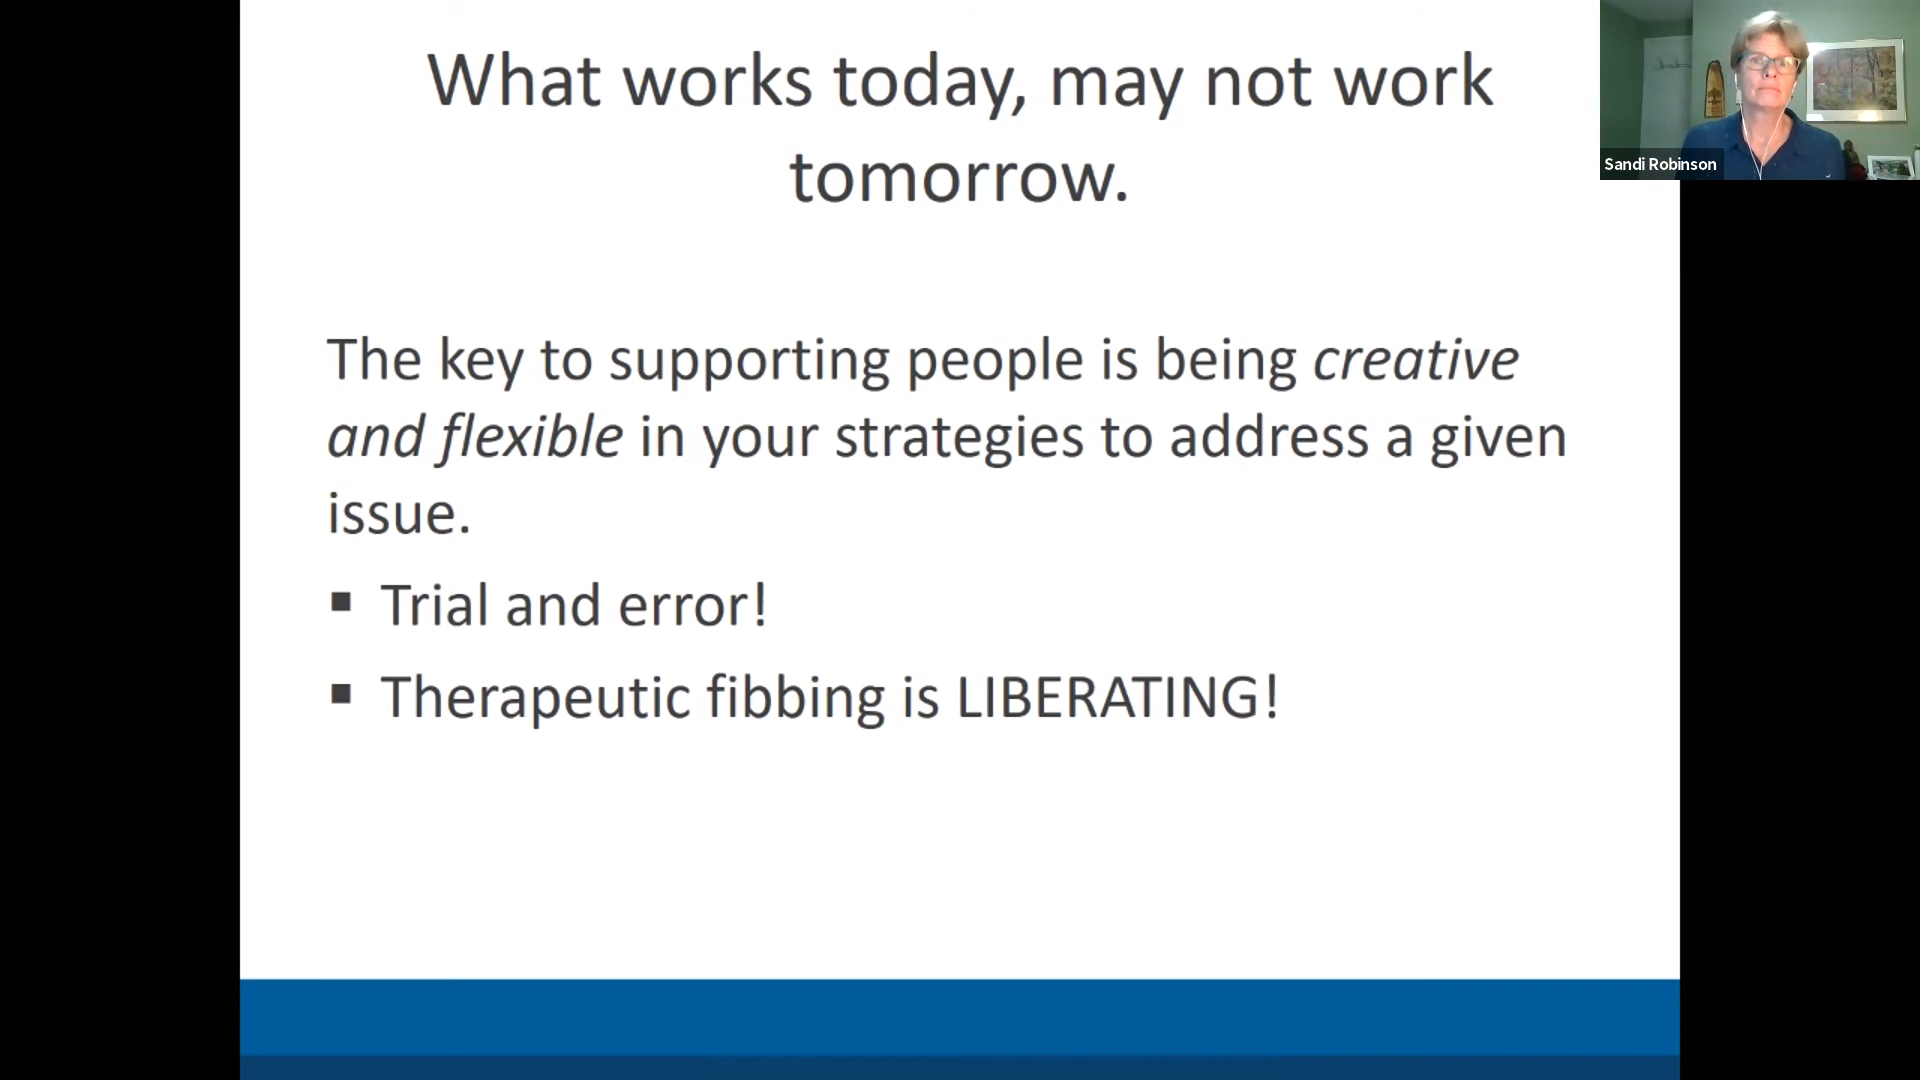 What works today, may not work
tomorrow.
Sandi Robinson
The key to supporting people is being creative
and flexible in your strategies to address a given
issue.
▪ Trial and error!
▪ Therapeutic fibbing is LIBERATING!